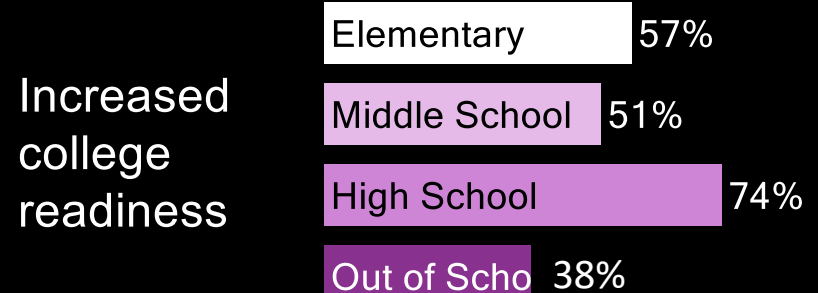 Increased
college
readiness
Elementary 57%
Middle School 51%
High School 74%
Out of Scho 38%